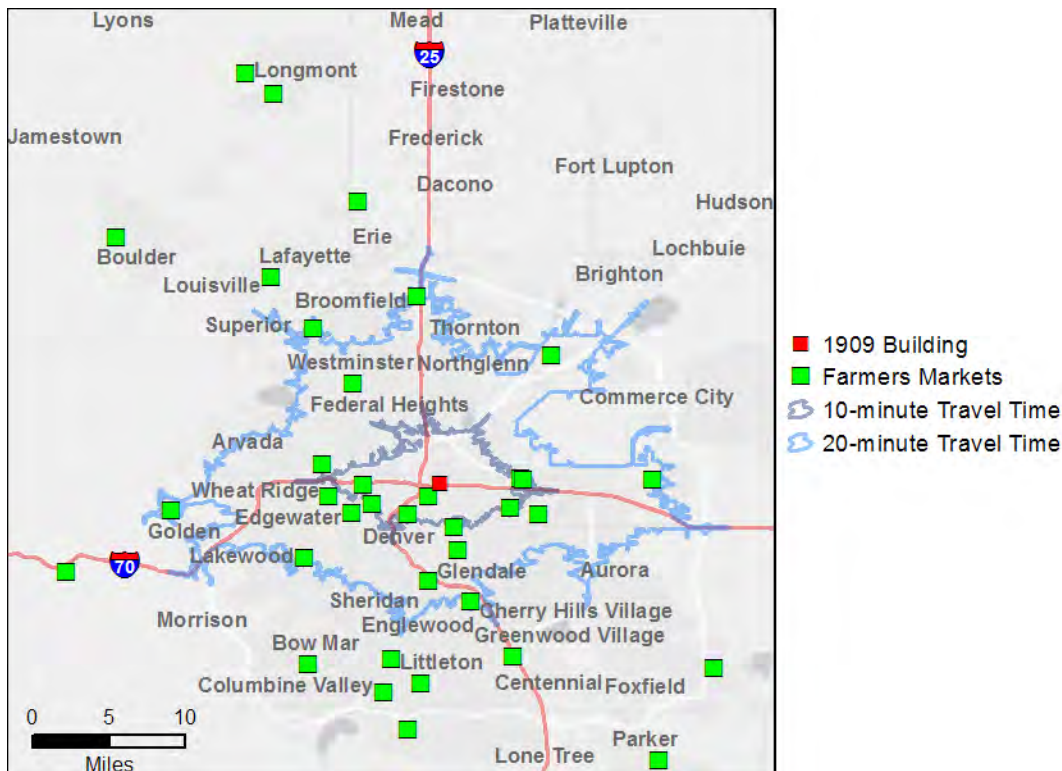 Lyons
Mead
Platteville
25
Longmont
Firestone
Jamestown
Frederick
Fort Lupton
Dacono
Hudson
Erie
Lochbuie
Boulder
Lafayette
Brighton
Louisville
Broomfield
Superior
Thornton
Westminster
Northglenn
Commerce City
Federal Heights
Arvada
Wheat Ridge
Edgewater
Golden
Denver
Lakewood
70
Glendale
Aurora
Sheridan
Cherry Hills Village
Morrison
Englewood
Greenwood Village
Bow Mar
Littleton
Columbine Valley
Centennial
Foxfield
Parker
Lone Tree
0 5 10
Miles
1909 Building
Farmers Markets
10-minute Travel Time
20-minute Travel Time